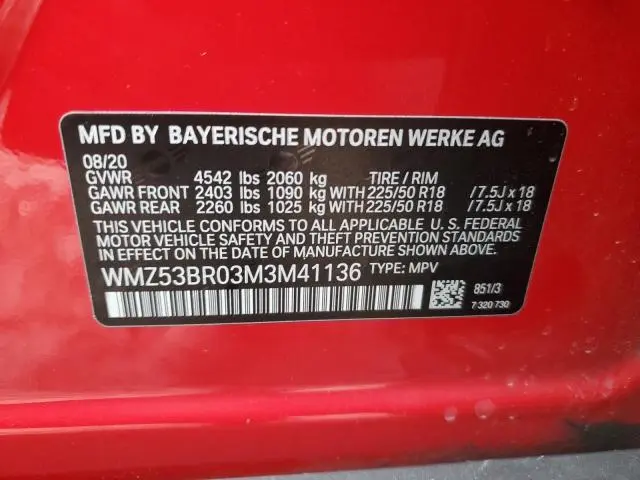 MFD BY BAYERISCHE MOTOREN WERKE AG
08/20
GVWR 4542 lbs 2060 kg TIRE / RIM
GAWR FRONT 2403 lbs 1090 kg WITH 225/50 R18 / 7.5J x 18
GAWR REAR 2260 lbs 1025 kg WITH 225/50 R18 / 7.5J x 18
THIS VEHICLE CONFORMS TO ALL APPLICABLE U. S. FEDERAL
MOTOR VEHICLE SAFETY AND THEFT PREVENTION STANDARDS
IN EFFECT ON THE DATE OF MANUFACTURE SHOWN ABOVE.
WMZ53BR03M3M41136 TYPE: MPV
851/3
7 320 730